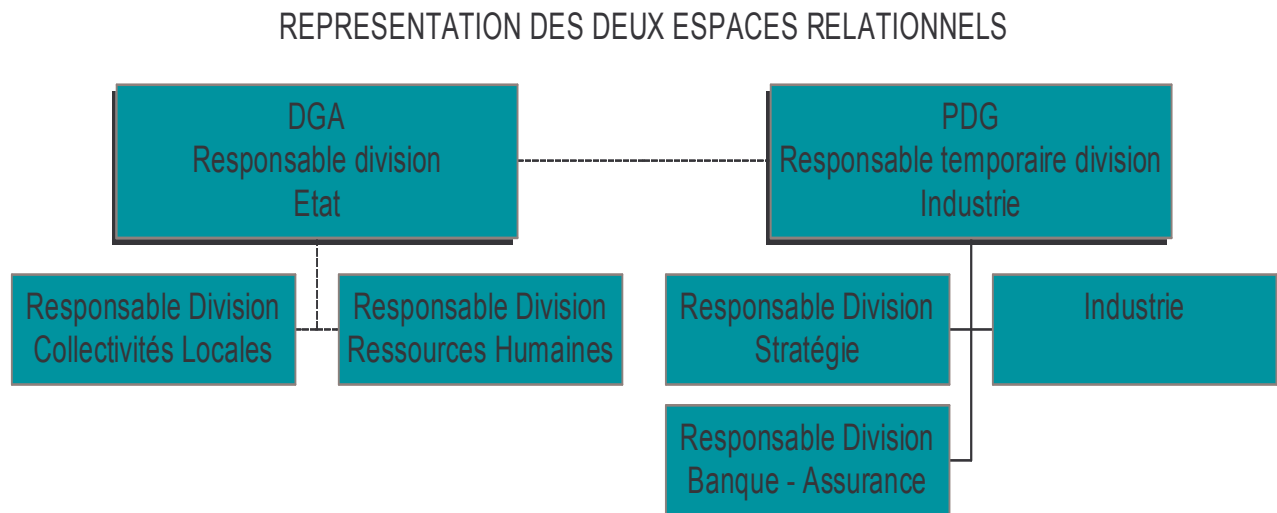 REPRESENTATION DES DEUX ESPACES RELATIONNELS
DGA
Responsable division
Etat
PDG
Responsable temporaire division
Industrie
Responsable Division
Collectivités Locales
Responsable Division
Ressources Humaines
Responsable Division
Stratégie
Industrie
Responsable Division
Banque - Assurance